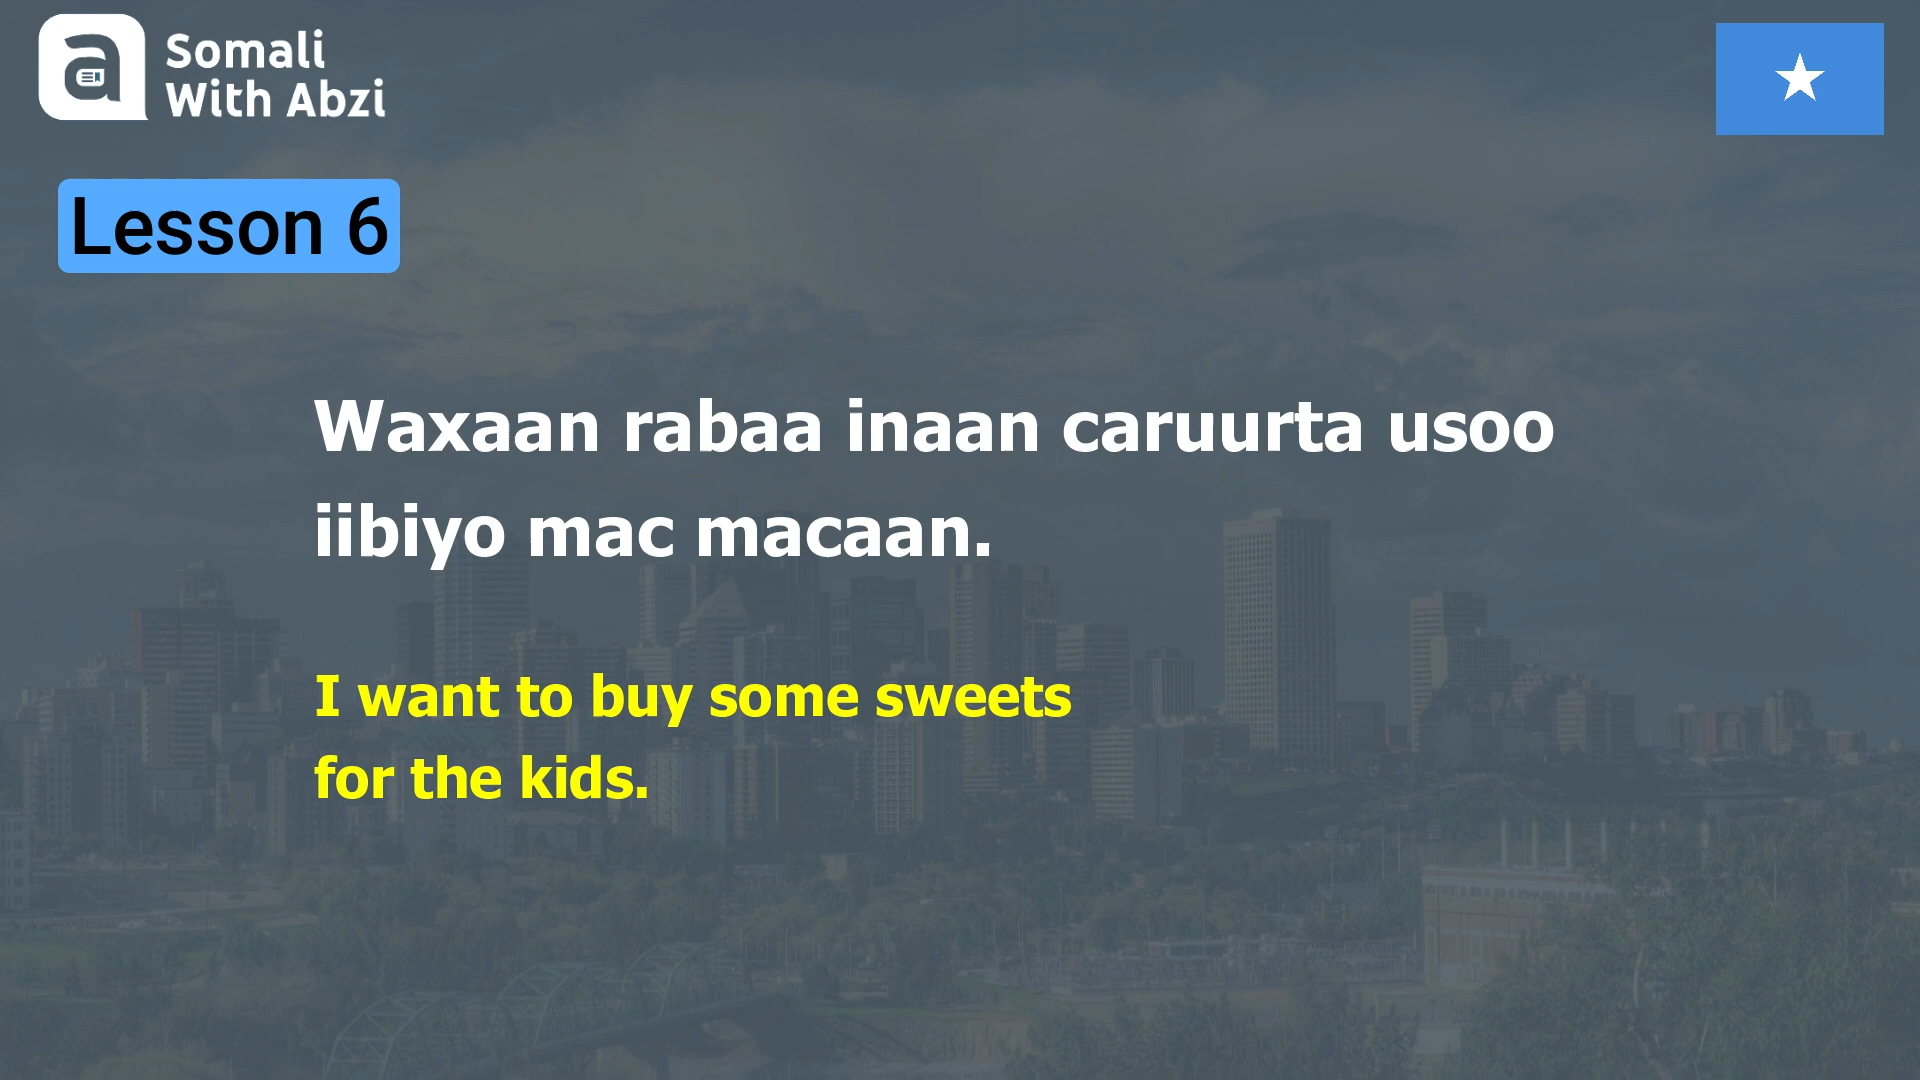 Somali
With Abzi
Lesson 6
Waxaan rabaa inaan caruurta usoo
iibiyo mac macaan.
I want to buy some sweets
for the kids.